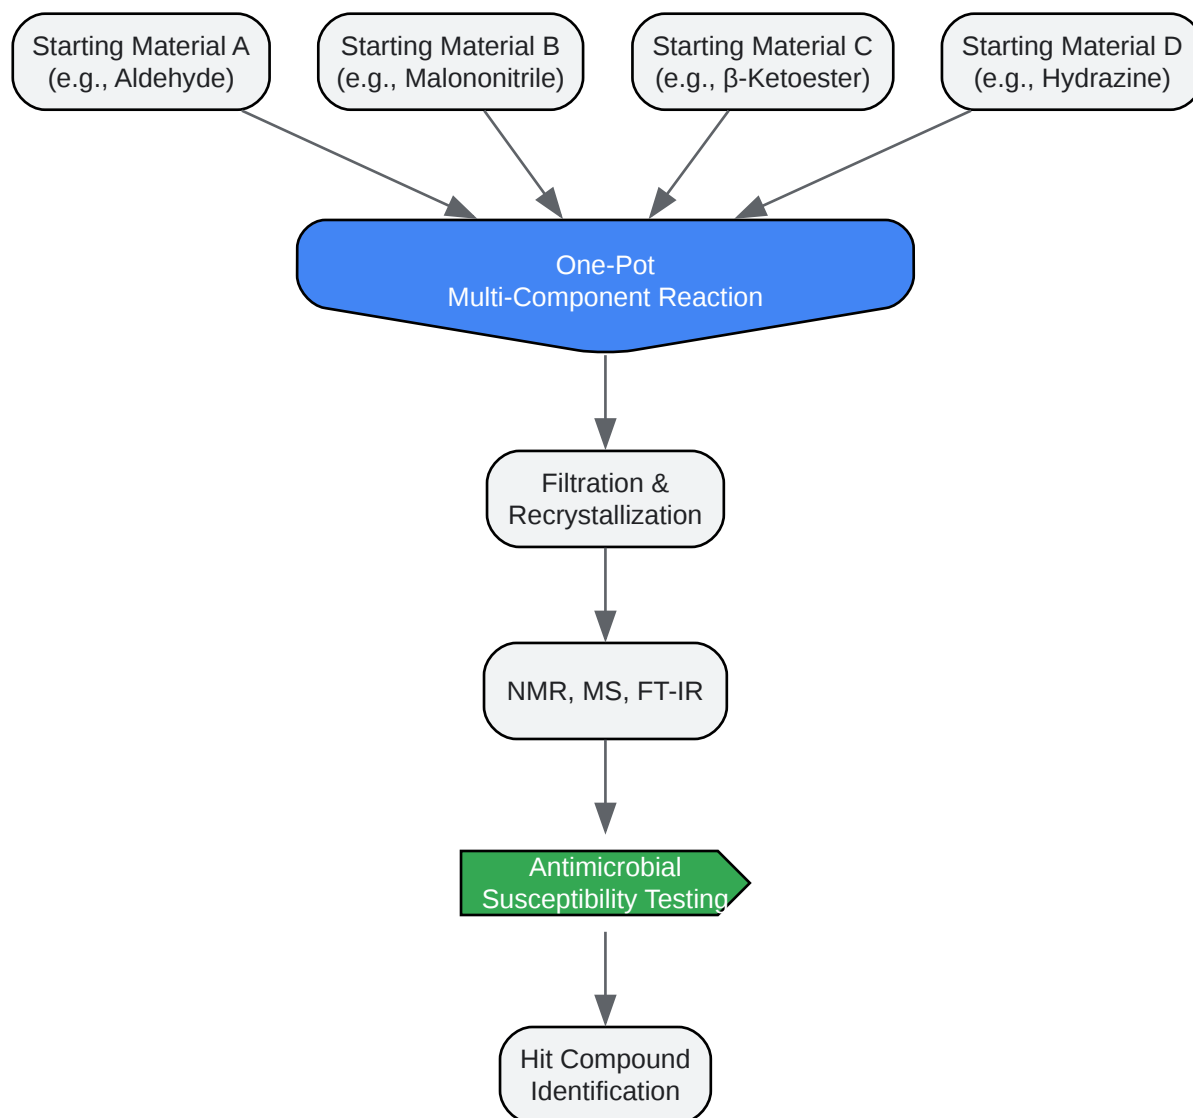 Starting Material A
(e.g., Aldehyde)
Starting Material B
(e.g., Malononitrile)
Starting Material C
(e.g., β-Ketoester)
Starting Material D
(e.g., Hydrazine)
One-Pot
Multi-Component Reaction
Filtration &
Recrystallization
NMR, MS, FT-IR
Antimicrobial
Susceptibility Testing
Hit Compound
Identification